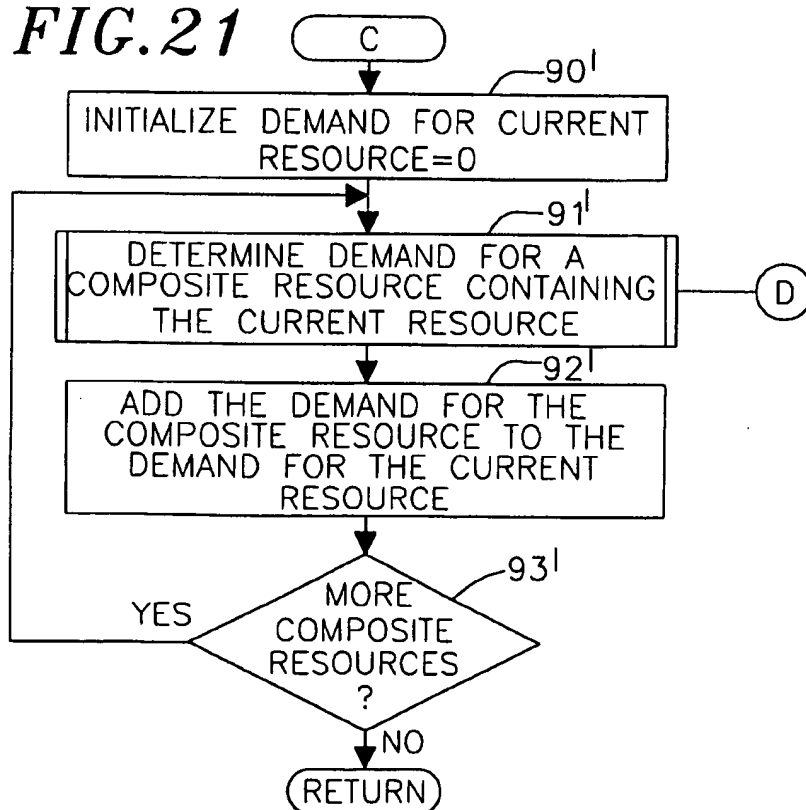 FIG.21
C
90'
INITIALIZE DEMAND FOR CURRENT
RESOURCE=0
91'
DETERMINE DEMAND FOR A
COMPOSITE RESOURCE CONTAINING
THE CURRENT RESOURCE
D
92'
ADD THE DEMAND FOR THE
COMPOSITE RESOURCE TO THE
DEMAND FOR THE CURRENT
RESOURCE
93'
YES
MORE
COMPOSITE
RESOURCES
?
NO
RETURN